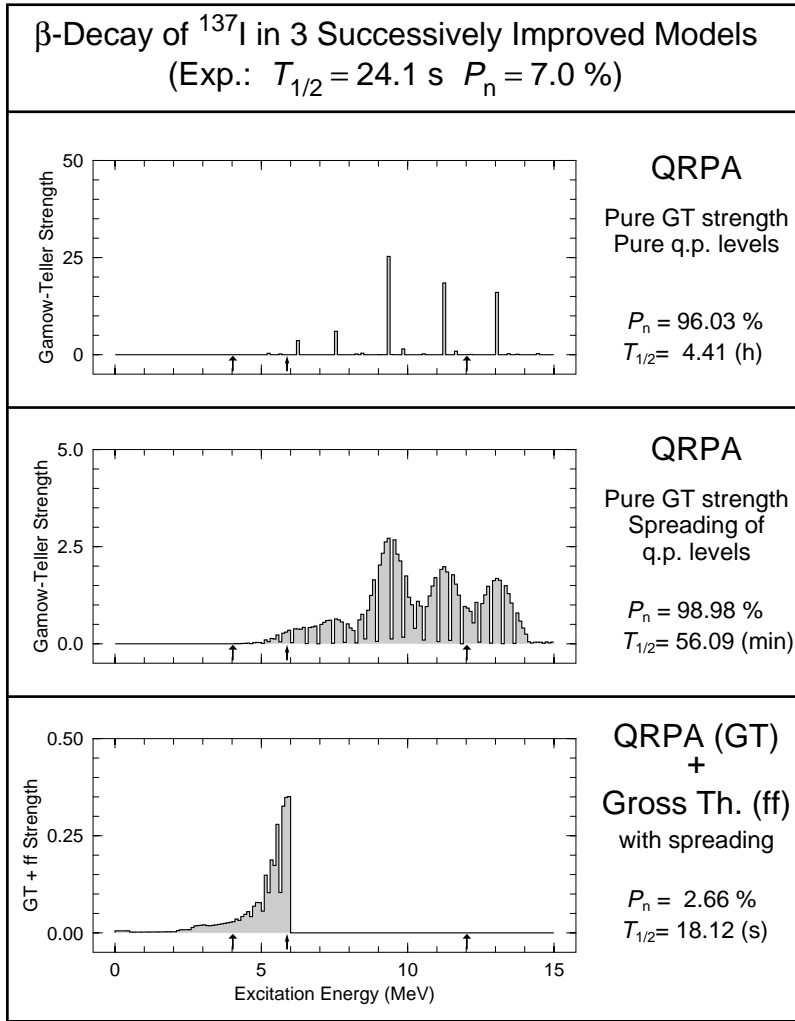 β-Decay of ¹³⁷I in 3 Successively Improved Models
(Exp.: T₁/₂ = 24.1 s Pₙ = 7.0 %)
Gamow-Teller Strength
50
25
0
QRPA
Pure GT strength
Pure q.p. levels
Pₙ = 96.03 %
T₁/₂= 4.41 (h)
Gamow-Teller Strength
5.0
2.5
0.0
QRPA
Pure GT strength
Spreading of
q.p. levels
Pₙ = 98.98 %
T₁/₂= 56.09 (min)
GT + ff Strength
0.50
0.25
0.00
0 5 10 15
Excitation Energy (MeV)
QRPA (GT)
+
Gross Th. (ff)
with spreading
Pₙ = 2.66 %
T₁/₂= 18.12 (s)